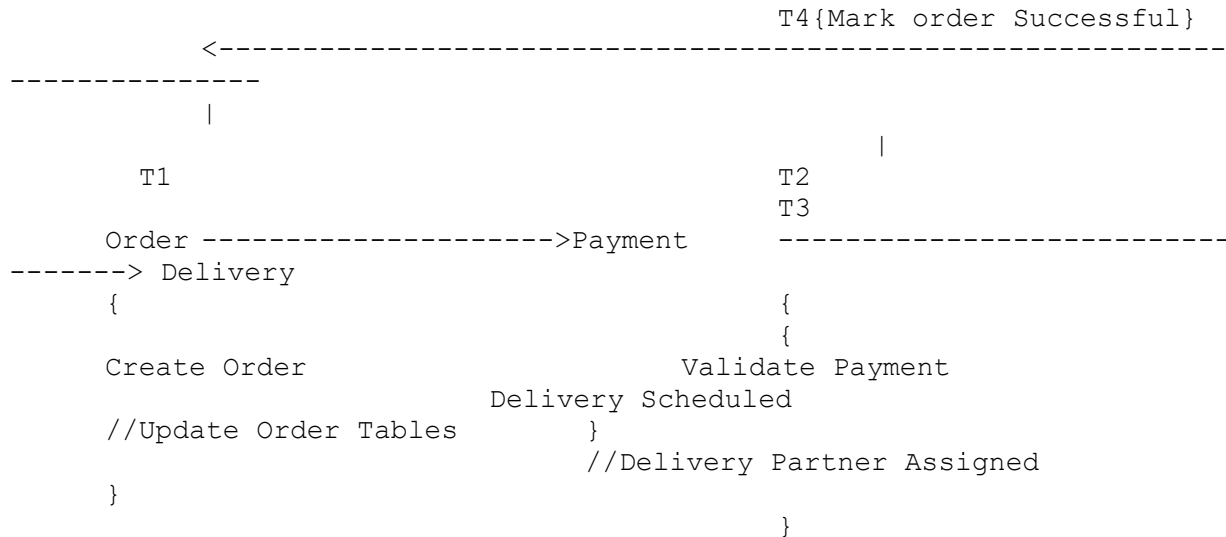 T4{Mark order Successful}
<------------------------------------------------------------
---------------
|
|
T1 T2
T3
Order --------------------->Payment ---------------------------
-------> Delivery
{ {
{
Create Order Validate Payment
Delivery Scheduled
//Update Order Tables }
//Delivery Partner Assigned
}
}